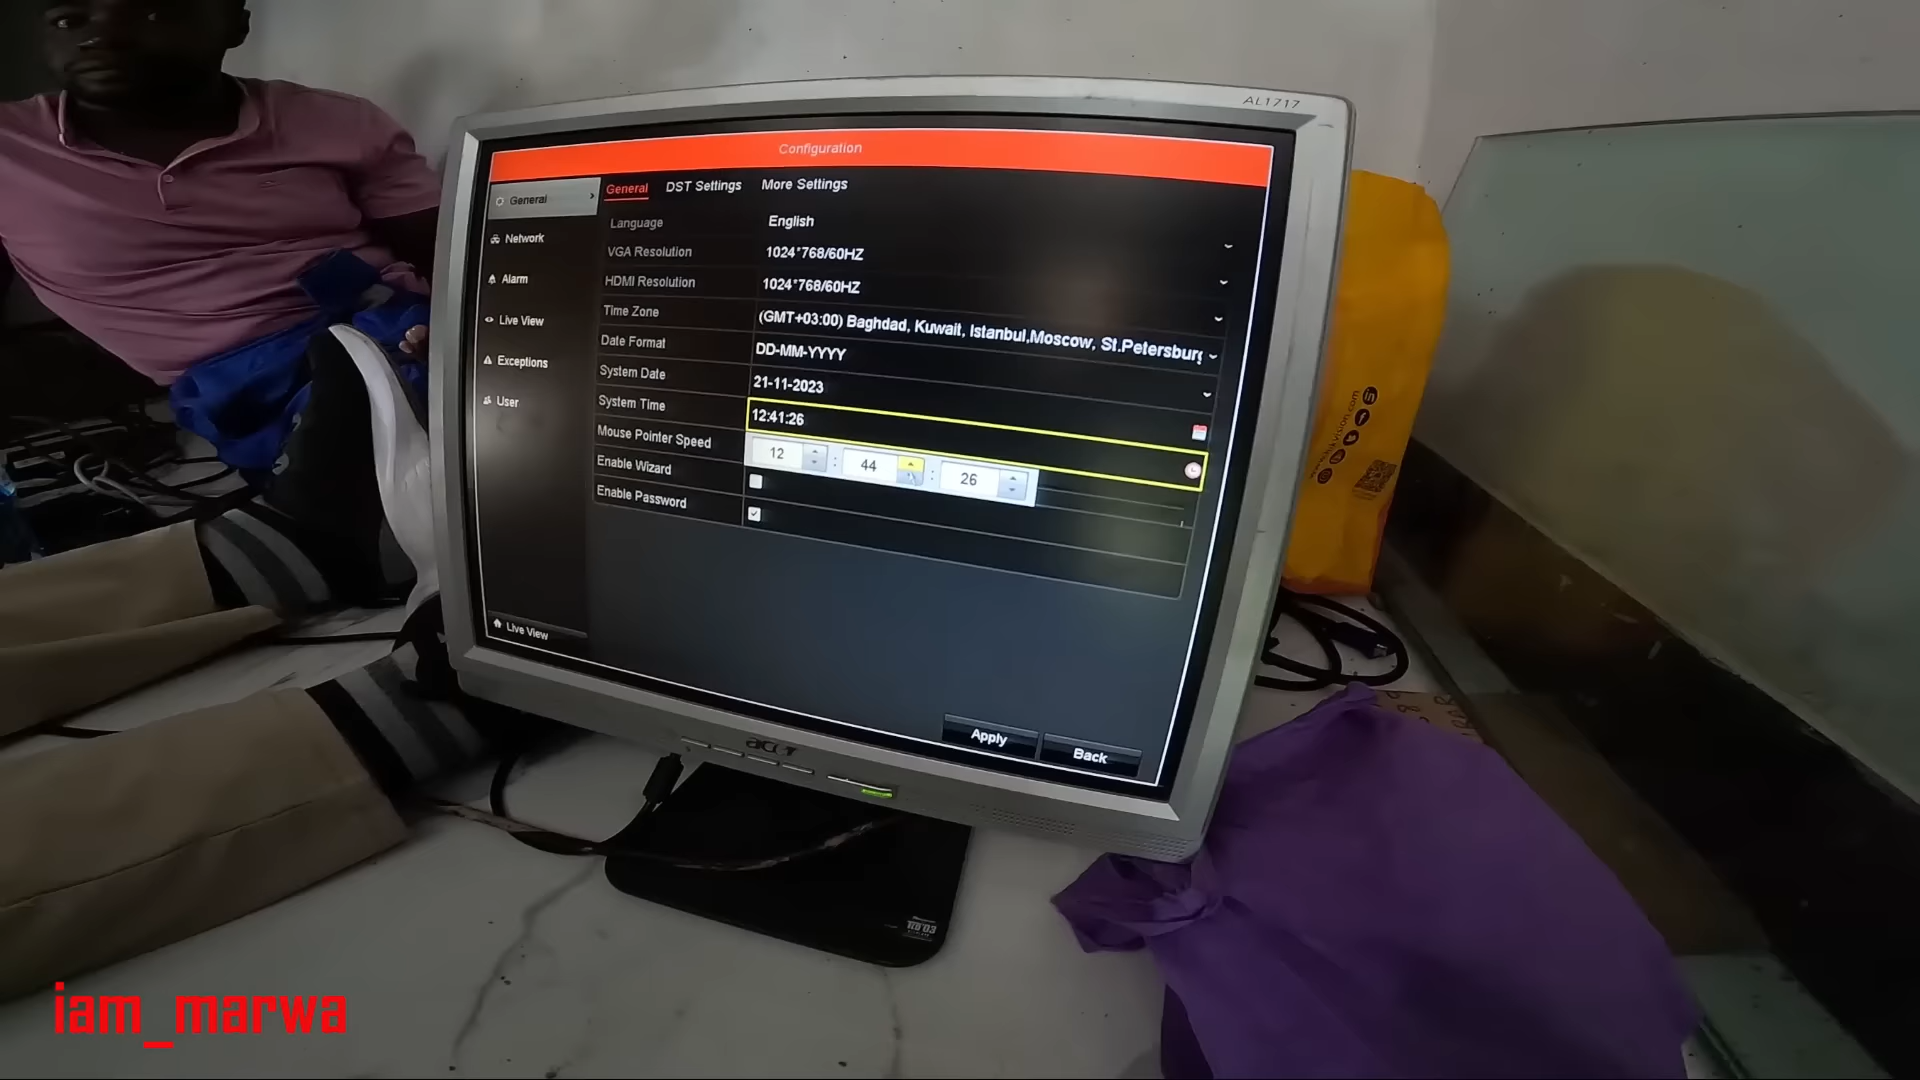 AL1717
Configuration
General
General DST Settings More Settings
Language English
VGA Resolution 1024*768/60HZ
HDMI Resolution 1024*768/60HZ
Time Zone (GMT+03:00) Baghdad, Kuwait, Istanbul,Moscow, St.Petersburg
Date Format DD-MM-YYYY
System Date 21-11-2023
System Time 12:41:26
Mouse Pointer Speed
12 : 44 : 26
Enable Wizard
Enable Password
Network
Alarm
Live View
Exceptions
User
Live View
Apply Back
acer
iam_marwa